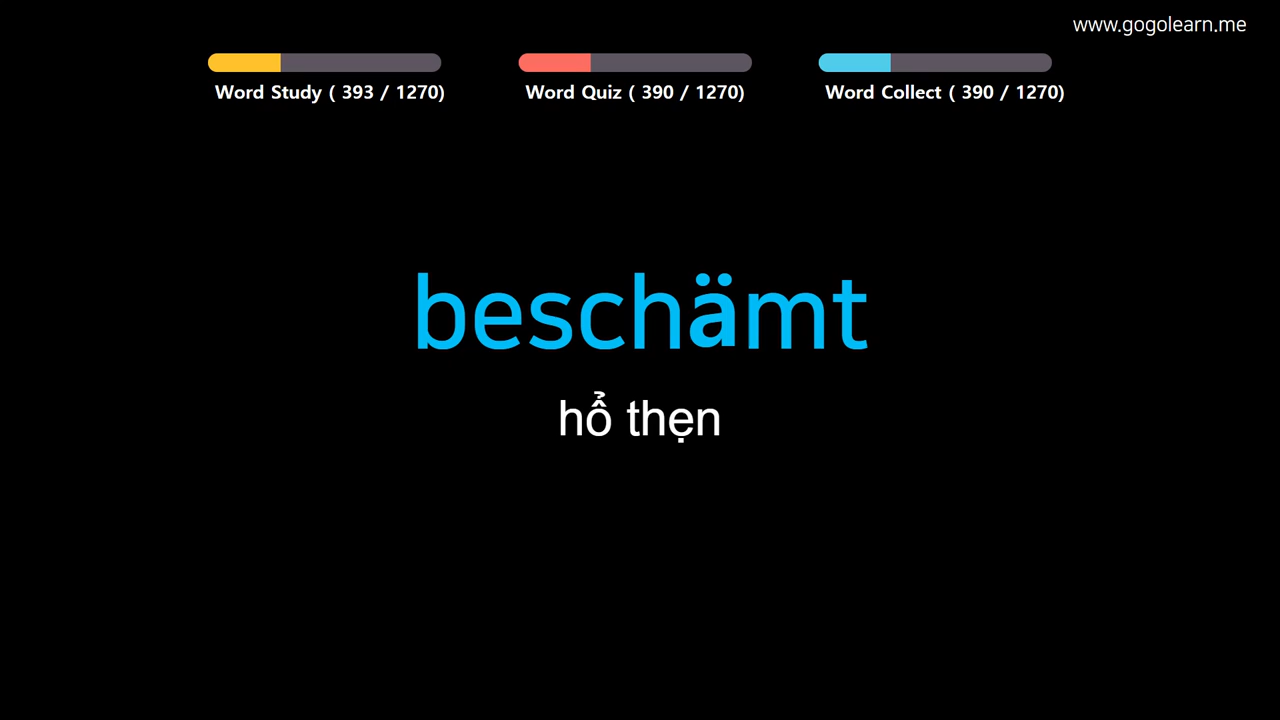 www.gogolearn.me
Word Study ( 393 / 1270)
Word Quiz ( 390 / 1270)
Word Collect ( 390 / 1270)
beschämt
hổ thẹn